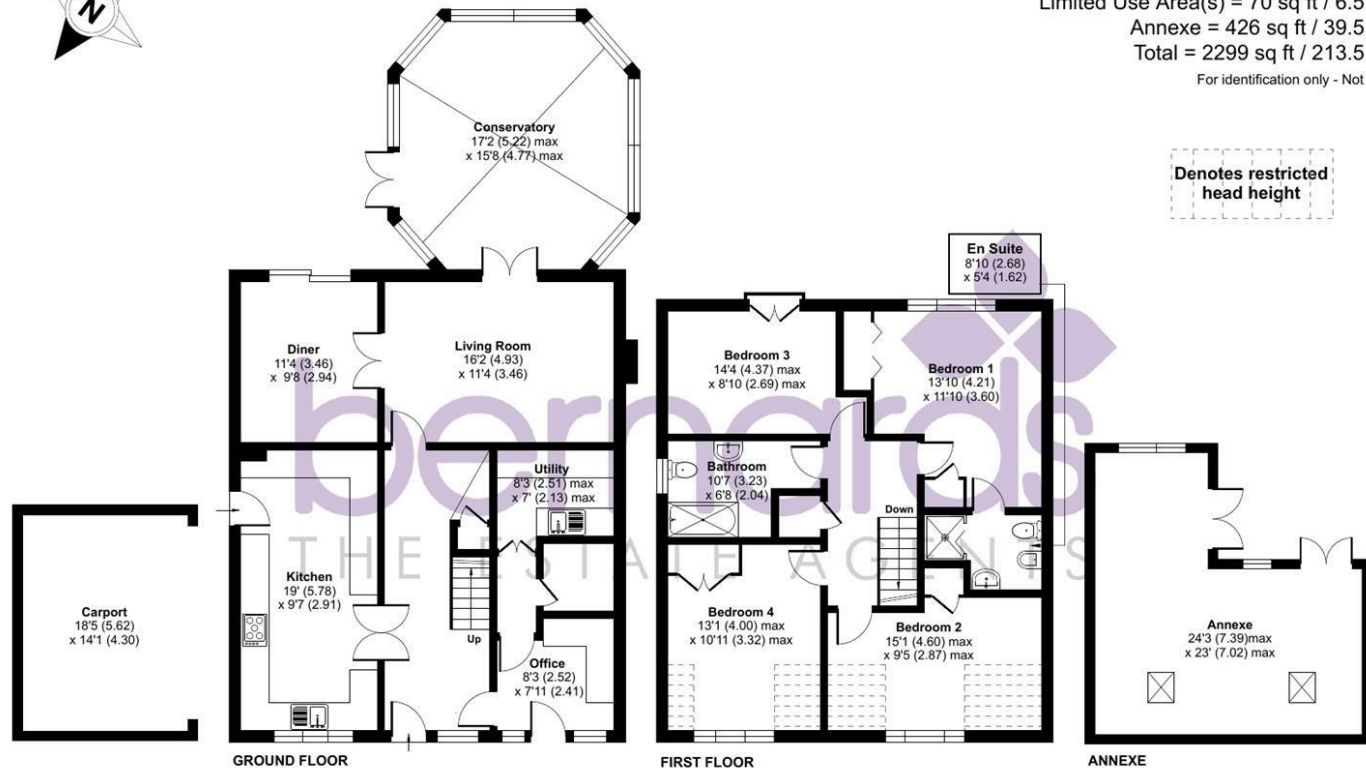 N
Limited Use Area(s) = 70 sq ft / 6.5
Annexe = 426 sq ft / 39.5
Total = 2299 sq ft / 213.5
For identification only - Not
Denotes restricted
head height
Conservatory
17'2 (5.22) max
x 15'8 (4.77) max
En Suite
8'10 (2.68)
x 5'4 (1.62)
Diner
11'4 (3.46)
x 9'8 (2.94)
Living Room
16'2 (4.93)
x 11'4 (3.46)
Bedroom 3
14'4 (4.37) max
x 8'10 (2.69) max
Bedroom 1
13'10 (4.21)
x 11'10 (3.60)
bernards
THE ESTATE AGENTS
Utility
8'3 (2.51) max
x 7' (2.13) max
Bathroom
10'7 (3.23)
x 6'8 (2.04)
Down
Carport
18'5 (5.62)
x 14'1 (4.30)
Kitchen
19' (5.78)
x 9'7 (2.91)
Up
Office
8'3 (2.52)
x 7'11 (2.41)
Bedroom 4
13'1 (4.00) max
x 10'11 (3.32) max
Bedroom 2
15'1 (4.60) max
x 9'5 (2.87) max
Annexe
24'3 (7.39)max
x 23' (7.02) max
GROUND FLOOR
FIRST FLOOR
ANNEXE